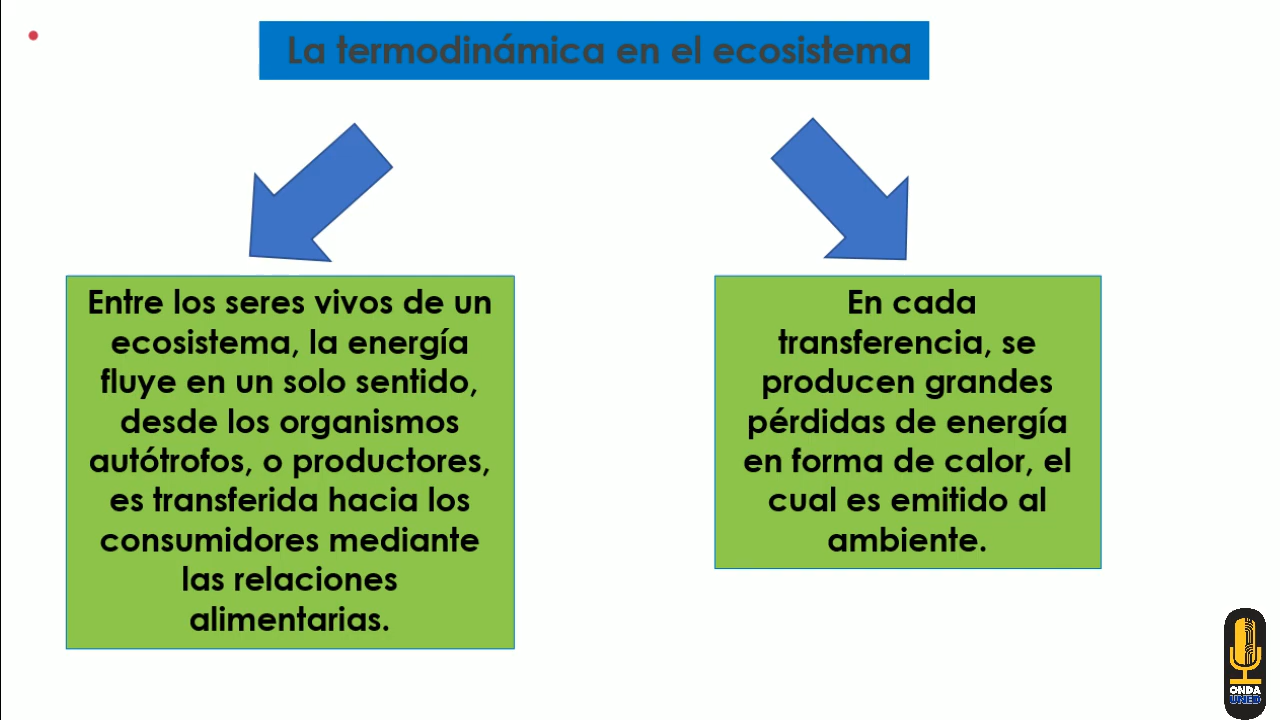 La termodinámica en el ecosistema
Entre los seres vivos de un
ecosistema, la energía
fluye en un solo sentido,
desde los organismos
autótrofos, o productores,
es transferida hacia los
consumidores mediante
las relaciones
alimentarias.
En cada
transferencia, se
producen grandes
pérdidas de energía
en forma de calor, el
cual es emitido al
ambiente.
ONDA
UNED